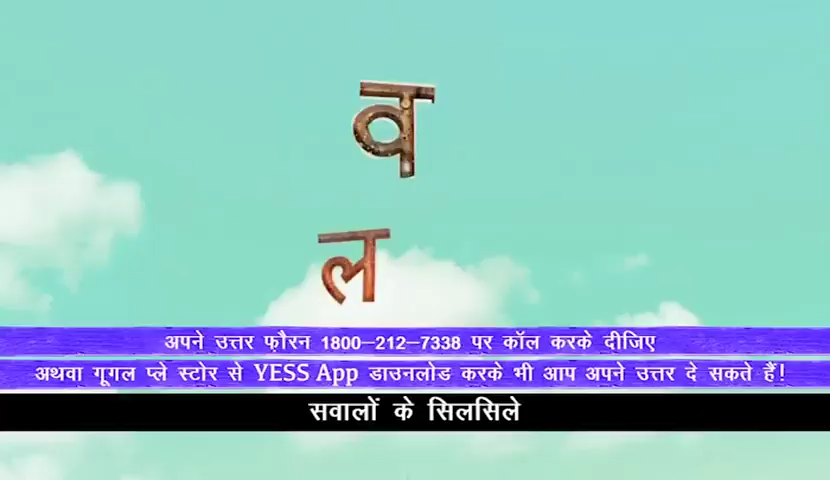 व
ल
अपने उत्तर फ़ौरन 1800-212-7338 पर कॉल करके दीजिए
अथवा गूगल प्ले स्टोर से YESS App डाउनलोड करके भी आप अपने उत्तर दे सकते हैं!
सवालों के सिलसिले